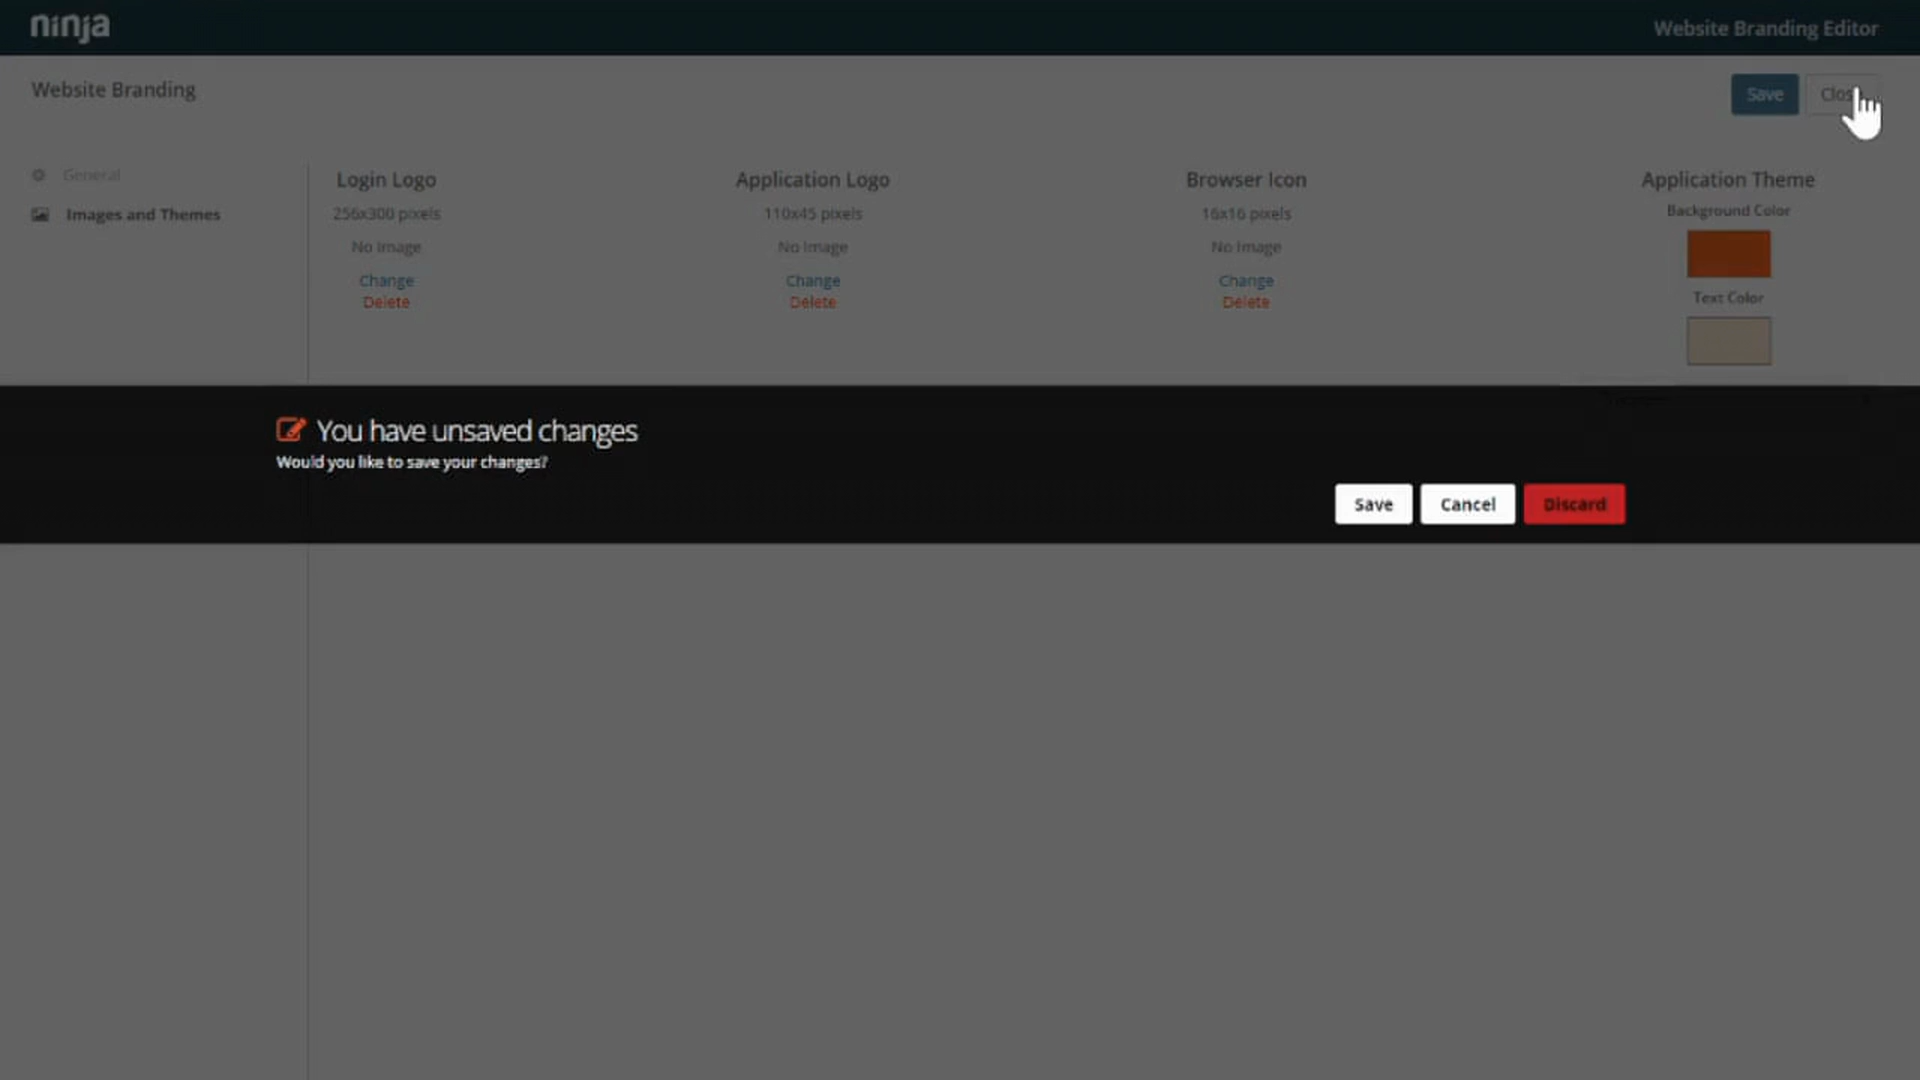 ninja
Website Branding Editor
Website Branding
Save
General
Images and Themes
Login Logo
256x300 pixels
No Image
Change
Delete
Application Logo
110x45 pixels
No Image
Change
Delete
Browser Icon
16x16 pixels
No Image
Change
Delete
Application Theme
Background Color
Text Color
You have unsaved changes
Would you like to save your changes?
Save Cancel Discard